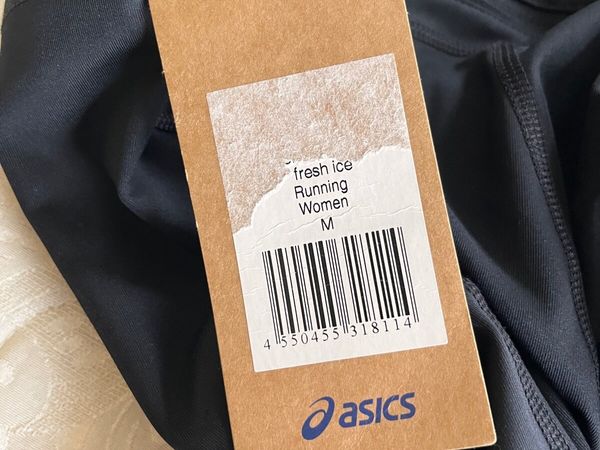 fresh ice
Running
Women
M
4 550455 318114
asics